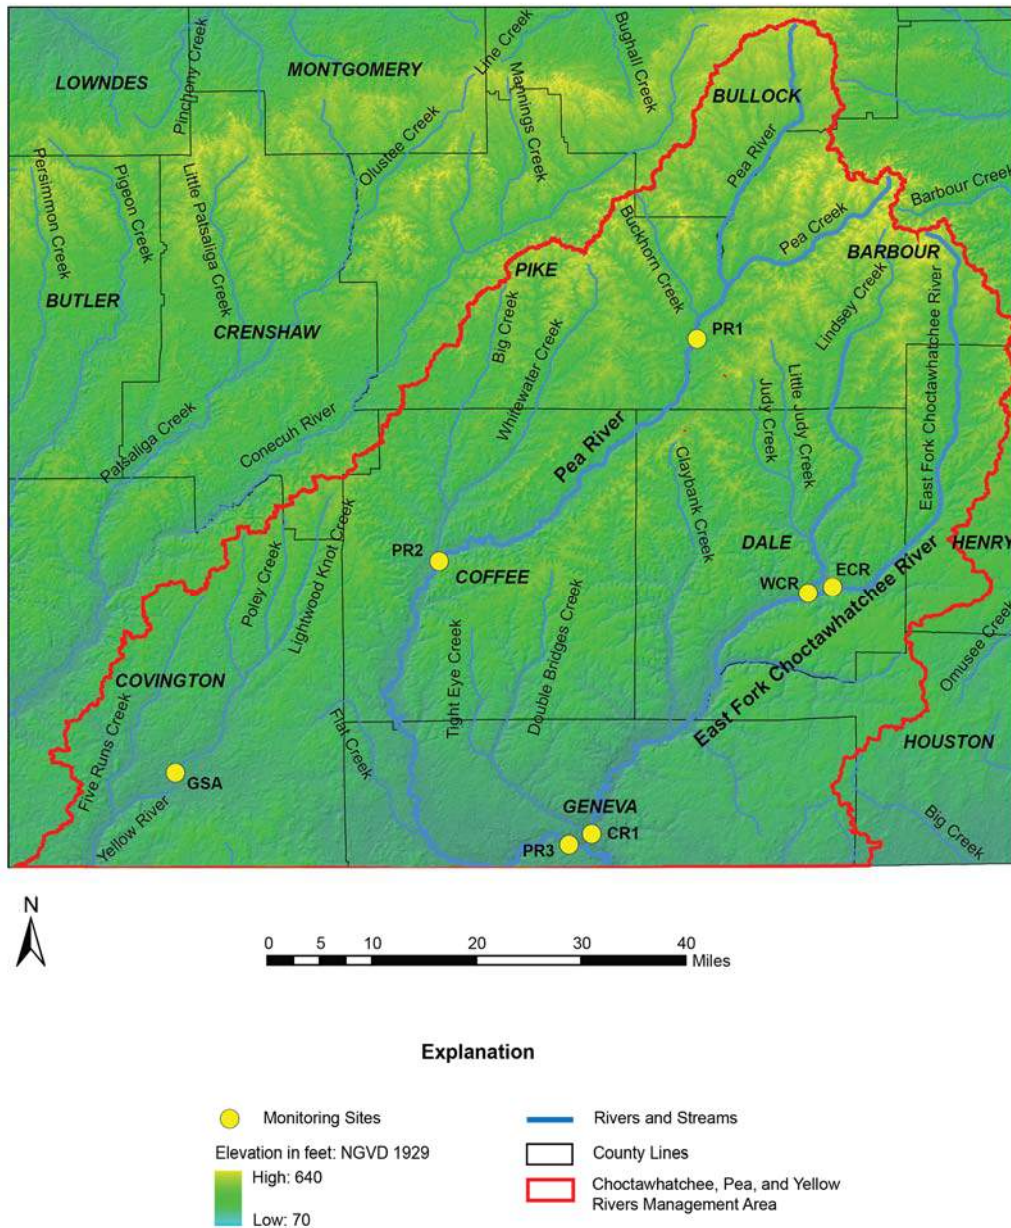 LOWNDES
MONTGOMERY
BULLOCK
Pinchony Creek
Line Creek
Mannings Creek
Bughall Creek
Olustee Creek
Persimmon Creek
Pigeon Creek
Little Patsaliga Creek
Pea River
Pea Creek
Barbour Creek
Buckhorn Creek
BARBOUR
PIKE
BUTLER
CRENSHAW
Big Creek
Whitewater Creek
PR1
Lindsey Creek
East Fork Choctawhatchee River
Judy Creek
Little Judy Creek
Patsaliga Creek
Conecuh River
Pea River
Claybank Creek
PR2
COFFEE
DALE
WCR
ECR
HENRY
Poley Creek
Lightwood Knot Creek
Tight Eye Creek
Double Bridges Creek
East Fork Choctawhatchee River
Omusee Creek
COVINGTON
Five Runs Creek
Flat Creek
HOUSTON
GSA
Yellow River
GENEVA
CR1
PR3
Big Creek
N
0 5 10 20 30 40
Miles
Explanation
Monitoring Sites
Elevation in feet: NGVD 1929
High: 640
Low: 70
Rivers and Streams
County Lines
Choctawhatchee, Pea, and Yellow
Rivers Management Area